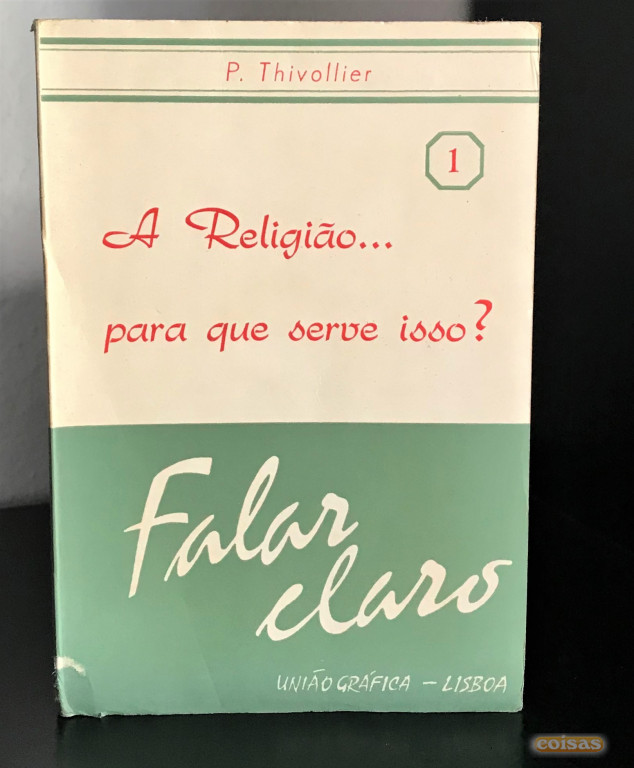 P. Thivollier
1
A Religião...
para que serve isso?
Falar
claro
UNIÃO GRÁFICA – LISBOA
coisas